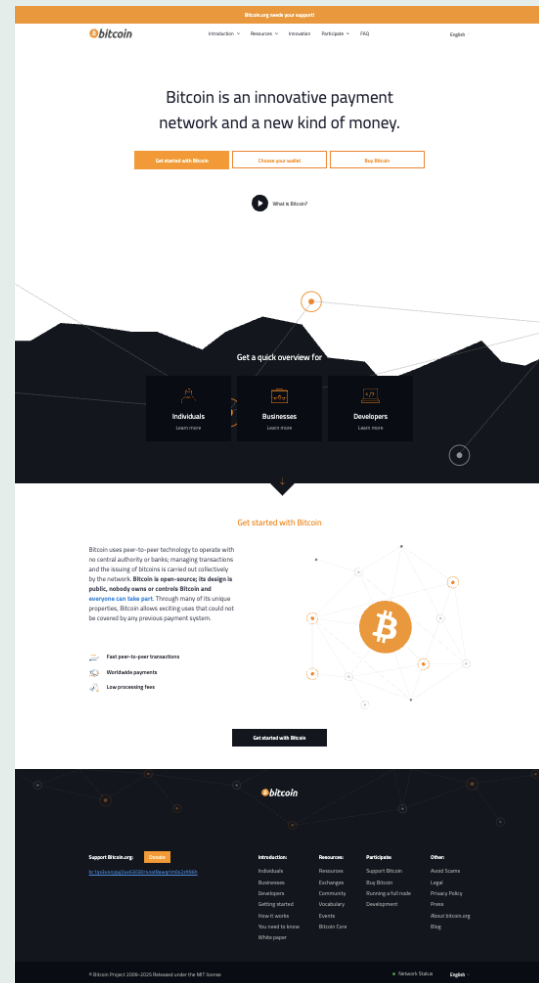 Bitcoin.org needs your support!
bitcoin
Introduction
Resources
Innovation
Participate
FAQ
English
Bitcoin is an innovative payment
network and a new kind of money.
Get started with Bitcoin
Choose your wallet
Buy Bitcoin
What is Bitcoin?
Get a quick overview for
Individuals
Learn more
Businesses
Learn more
Developers
Learn more
Get started with Bitcoin
Bitcoin uses peer-to-peer technology to operate with
no central authority or banks; managing transactions
and the issuing of bitcoins is carried out collectively
by the network. Bitcoin is open-source; its design is
public, nobody owns or controls Bitcoin and
everyone can take part. Through many of its unique
properties, Bitcoin allows exciting uses that could not
be covered by any previous payment system.
Fast peer-to-peer transactions
Worldwide payments
Low processing fees
Get started with Bitcoin
bitcoin
Support Bitcoin.org:
Donate
Introduction:
Individuals
Businesses
Developers
Getting started
How it works
You need to know
White paper
Resources:
Resources
Exchanges
Community
Vocabulary
Events
Bitcoin Core
Participate:
Support Bitcoin
Buy Bitcoin
Running a full node
Development
Other:
Avoid Scams
Legal
Privacy Policy
Press
About bitcoin.org
Blog
© Bitcoin Project 2009-2025 Released under the MIT license
Network Status
English